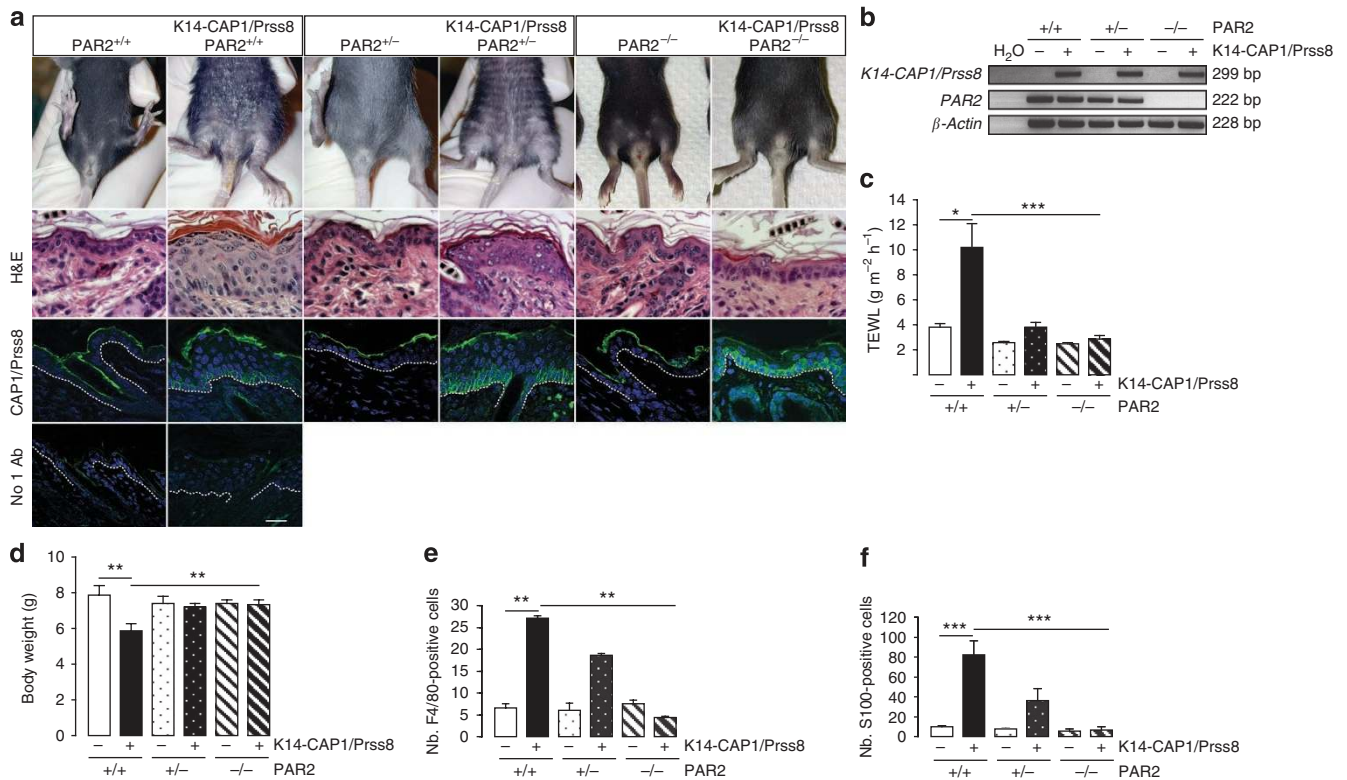 a
K14-CAP1/Prss8 K14-CAP1/Prss8 K14-CAP1/Prss8
PAR2+/+ PAR2+/+ PAR2+/– PAR2+/– PAR2–/– PAR2–/–
H&E
CAP1/Prss8
No 1 Ab
b
+/+ +/– –/– PAR2
H2O – + – + – + K14-CAP1/Prss8
K14-CAP1/Prss8 299 bp
PAR2 222 bp
β-Actin 228 bp
c
TEWL (g m–2 h–1)
14
12
10
8
6
4
2
* ***
– + – + – + K14-CAP1/Prss8
+/+ +/– –/– PAR2
d
Body weight (g)
10
8
6
4
2
0
** **
– + – + – + K14-CAP1/Prss8
+/+ +/– –/– PAR2
e
Nb. F4/80-positive cells
30
25
20
15
10
5
0
** **
– + – + – + K14-CAP1/Prss8
+/+ +/– –/– PAR2
f
Nb. S100-positive cells
120
100
80
60
40
20
0
*** ***
– + – + – + K14-CAP1/Prss8
+/+ +/– –/– PAR2